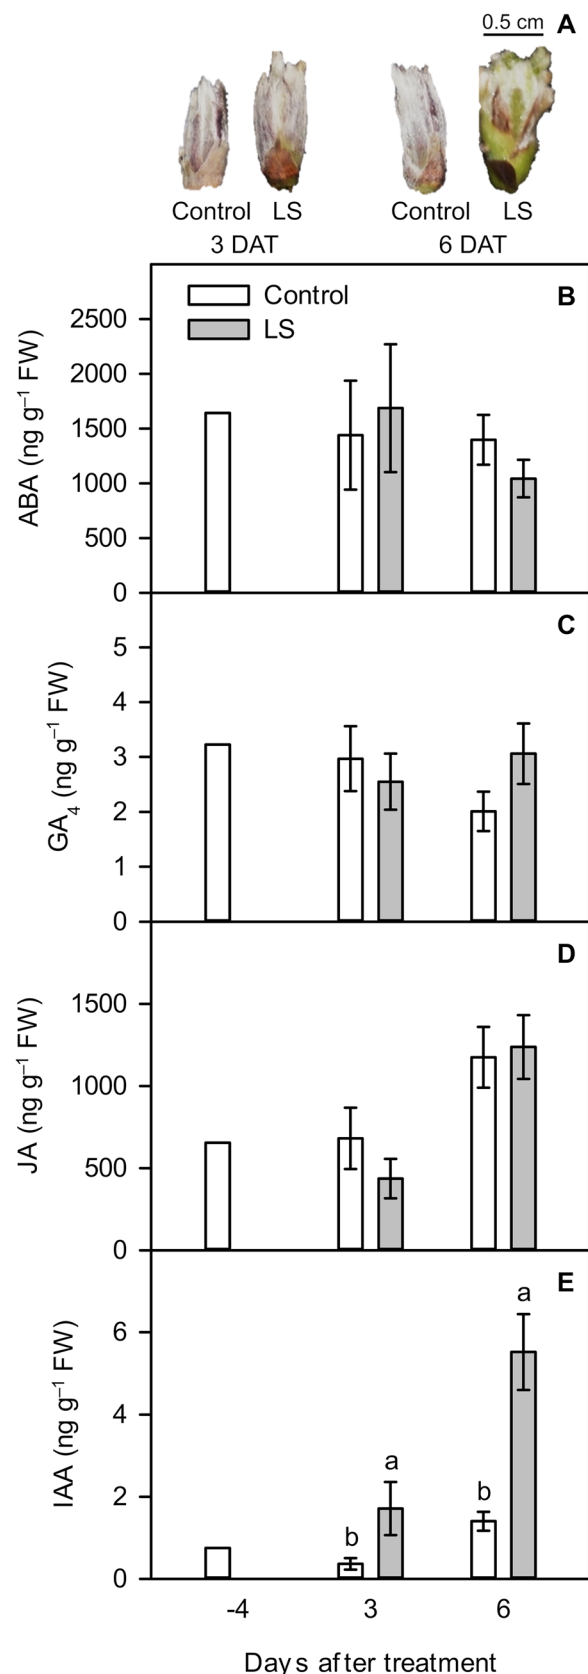 0.5 cm A
Control LS Control LS
3 DAT 6 DAT
Control B
LS
ABA (ng g⁻¹ FW)
2500
2000
1500
1000
500
0
C
GA₄ (ng g⁻¹ FW)
5
4
3
2
1
0
D
JA (ng g⁻¹ FW)
1500
1000
500
0
E
IAA (ng g⁻¹ FW)
6
4
2
0
b a b a
-4 3 6
Days after treatment